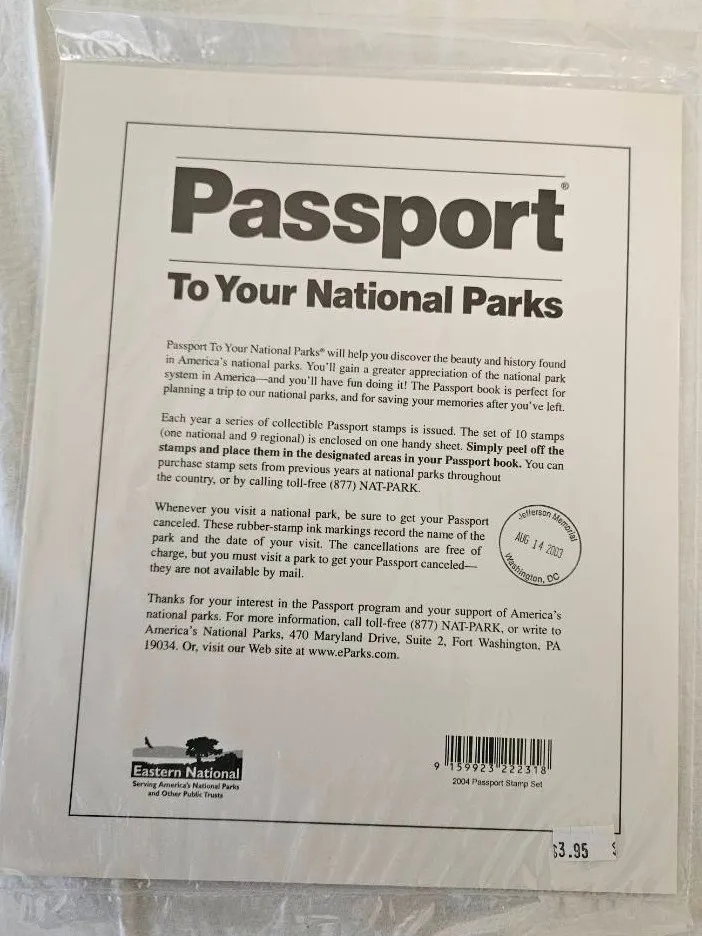 Passport®
To Your National Parks
Passport To Your National Parks® will help you discover the beauty and history found
in America's national parks. You'll gain a greater appreciation of the national park
system in America—and you'll have fun doing it! The Passport book is perfect for
planning a trip to our national parks, and for saving your memories after you've left.
Each year a series of collectible Passport stamps is issued. The set of 10 stamps
(one national and 9 regional) is enclosed on one handy sheet. Simply peel off the
stamps and place them in the designated areas in your Passport book. You can
purchase stamp sets from previous years at national parks throughout
the country, or by calling toll-free (877) NAT-PARK.
Whenever you visit a national park, be sure to get your Passport
canceled. These rubber-stamp ink markings record the name of the
park and the date of your visit. The cancellations are free of
charge, but you must visit a park to get your Passport canceled—
they are not available by mail.
Jefferson Memorial
AUG 14 2003
Washington, DC
Thanks for your interest in the Passport program and your support of America's
national parks. For more information, call toll-free (877) NAT-PARK, or write to
America's National Parks, 470 Maryland Drive, Suite 2, Fort Washington, PA
19034. Or, visit our Web site at www.eParks.com.
Eastern National
Serving America's National Parks
and Other Public Trusts
9 159923 222318
2004 Passport Stamp Set
$3.95